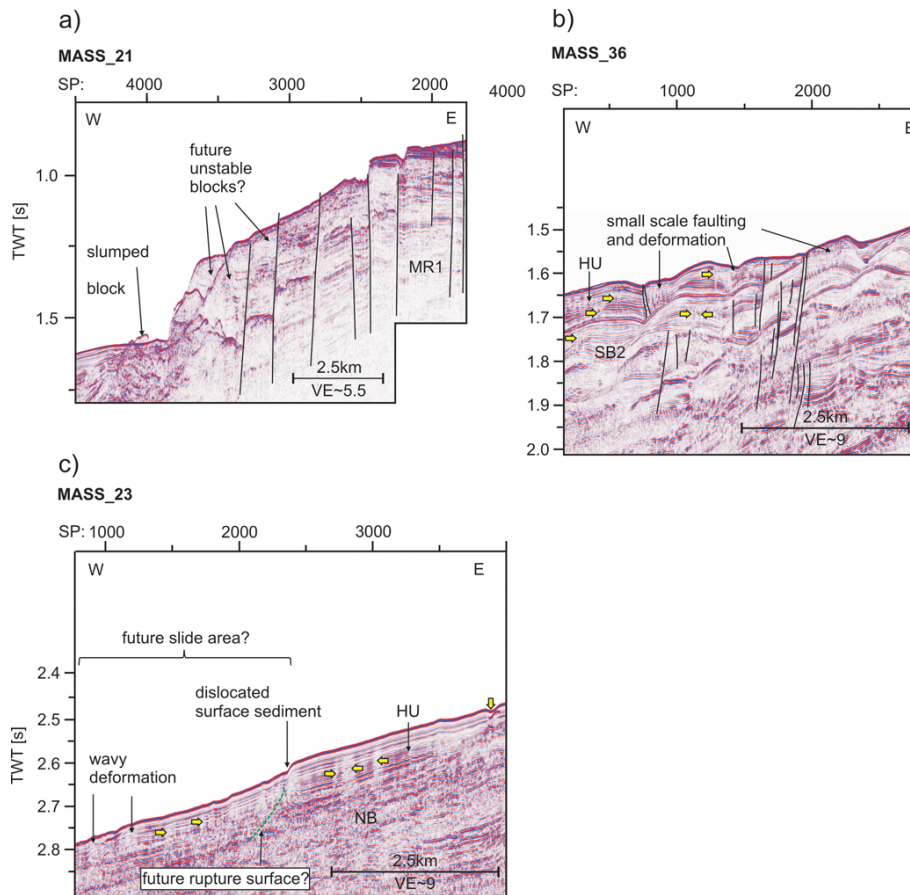 a)
MASS_21
SP: 4000 3000 2000
W E
future
unstable
blocks?
slumped
block
MR1
TWT [s]
1.0
1.5
2.5km
VE~5.5
b)
MASS_36
4000 SP: 1000 2000
W E
small scale faulting
and deformation
HU
SB2
1.5
1.6
1.7
1.8
1.9
2.0
TWT [s]
2.5km
VE~9
c)
MASS_23
SP: 1000 2000 3000
W E
future slide area?
dislocated
surface sediment
HU
wavy
deformation
NB
future rupture surface?
TWT [s]
2.4
2.5
2.6
2.7
2.8
2.5km
VE~9